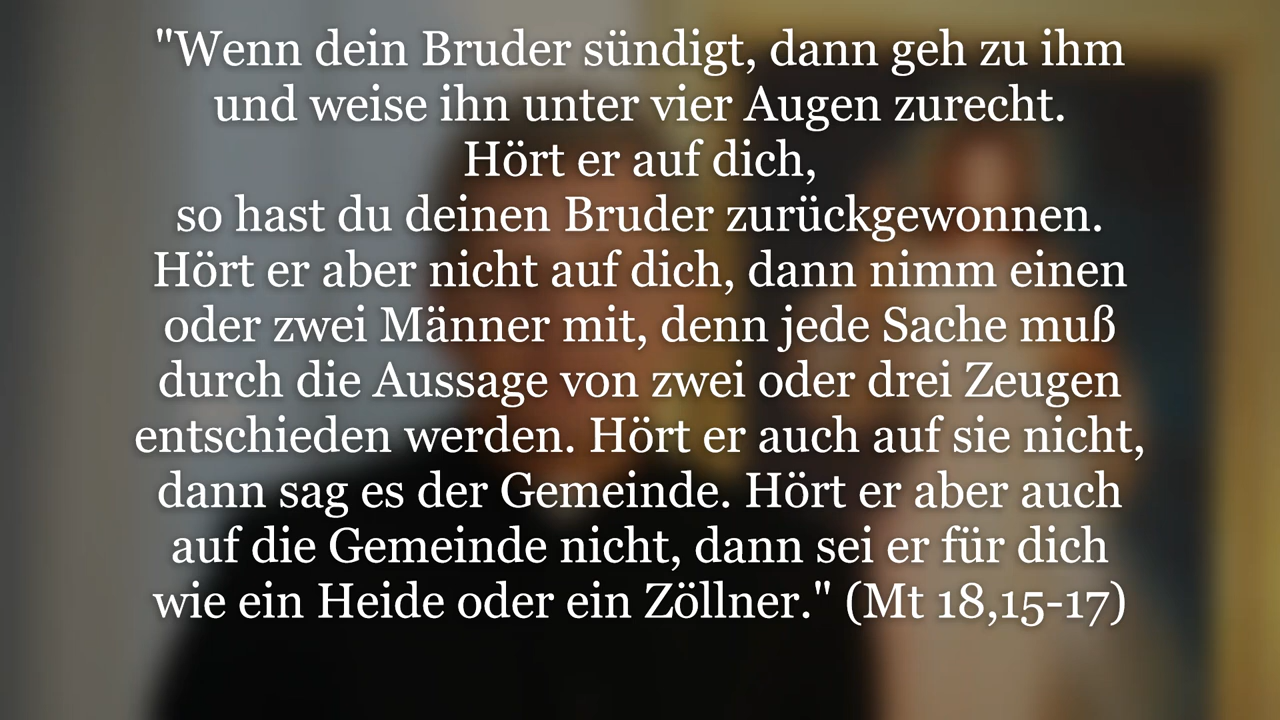 "Wenn dein Bruder sündigt, dann geh zu ihm
und weise ihn unter vier Augen zurecht.
Hört er auf dich,
so hast du deinen Bruder zurückgewonnen.
Hört er aber nicht auf dich, dann nimm einen
oder zwei Männer mit, denn jede Sache muß
durch die Aussage von zwei oder drei Zeugen
entschieden werden. Hört er auch auf sie nicht,
dann sag es der Gemeinde. Hört er aber auch
auf die Gemeinde nicht, dann sei er für dich
wie ein Heide oder ein Zöllner." (Mt 18,15-17)